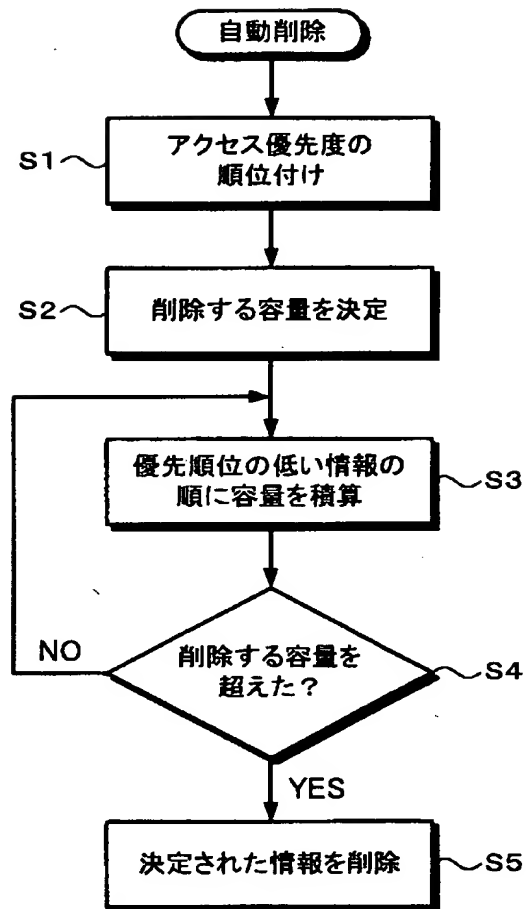 自動削除
S1
アクセス優先度の
順位付け
S2
削除する容量を決定
優先順位の低い情報の
順に容量を積算
S3
NO
削除する容量を
超えた？
S4
YES
決定された情報を削除
S5